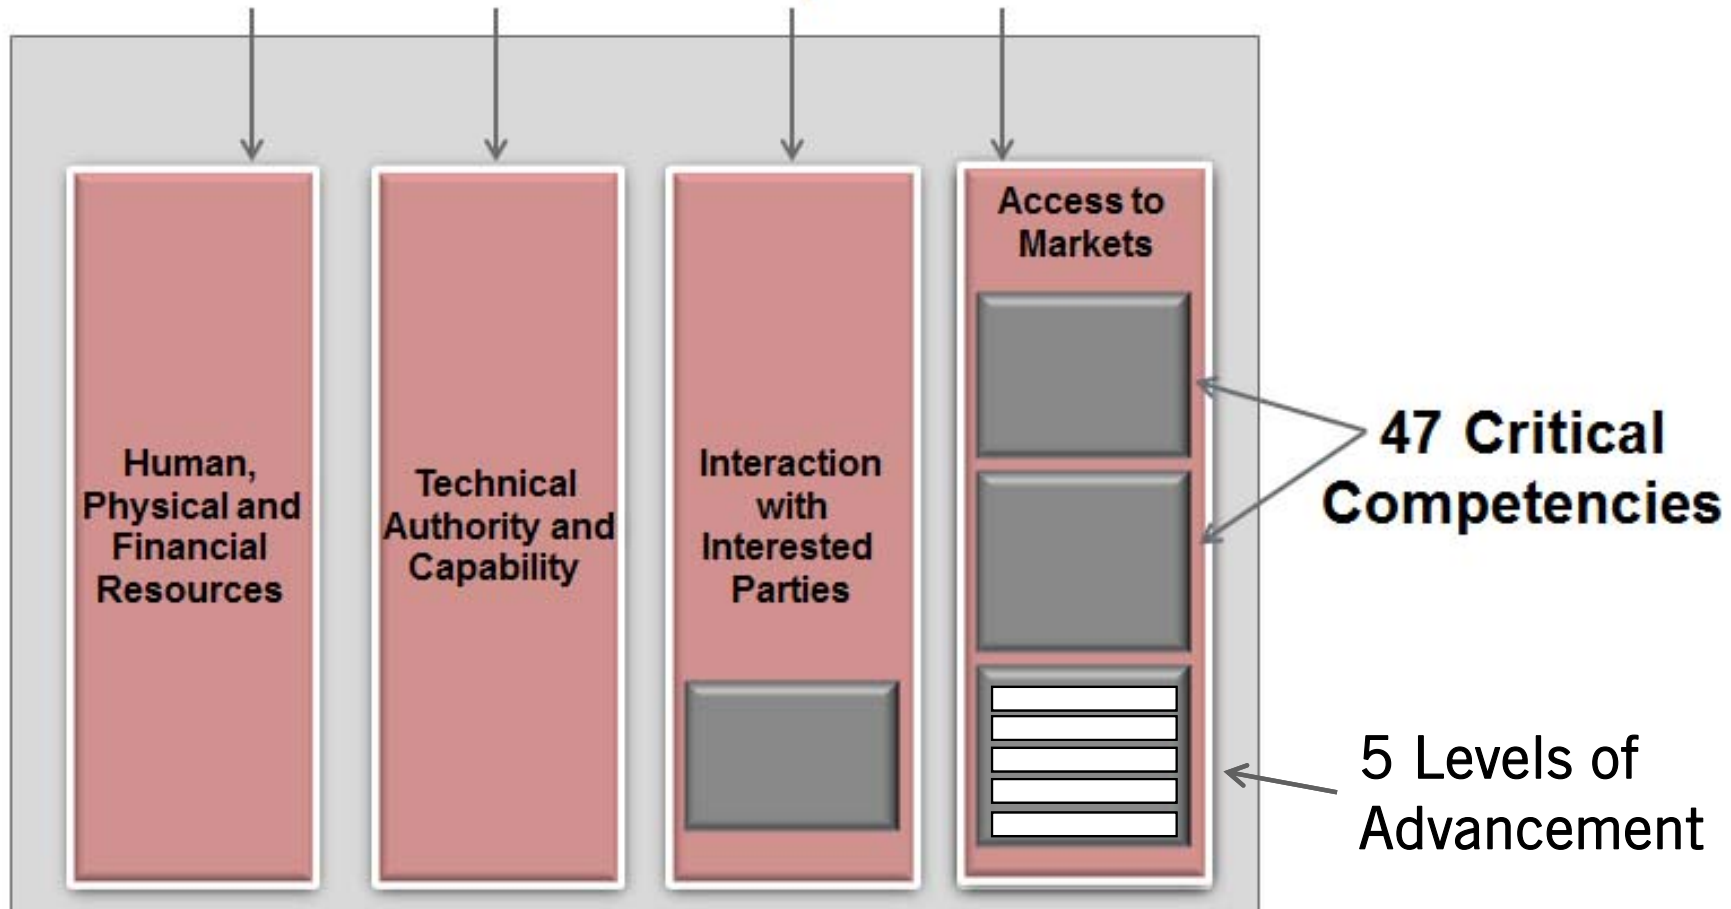 Human,
Physical and
Financial
Resources
Technical
Authority and
Capability
Interaction
with
Interested
Parties
Access to
Markets
47 Critical
Competencies
5 Levels of
Advancement